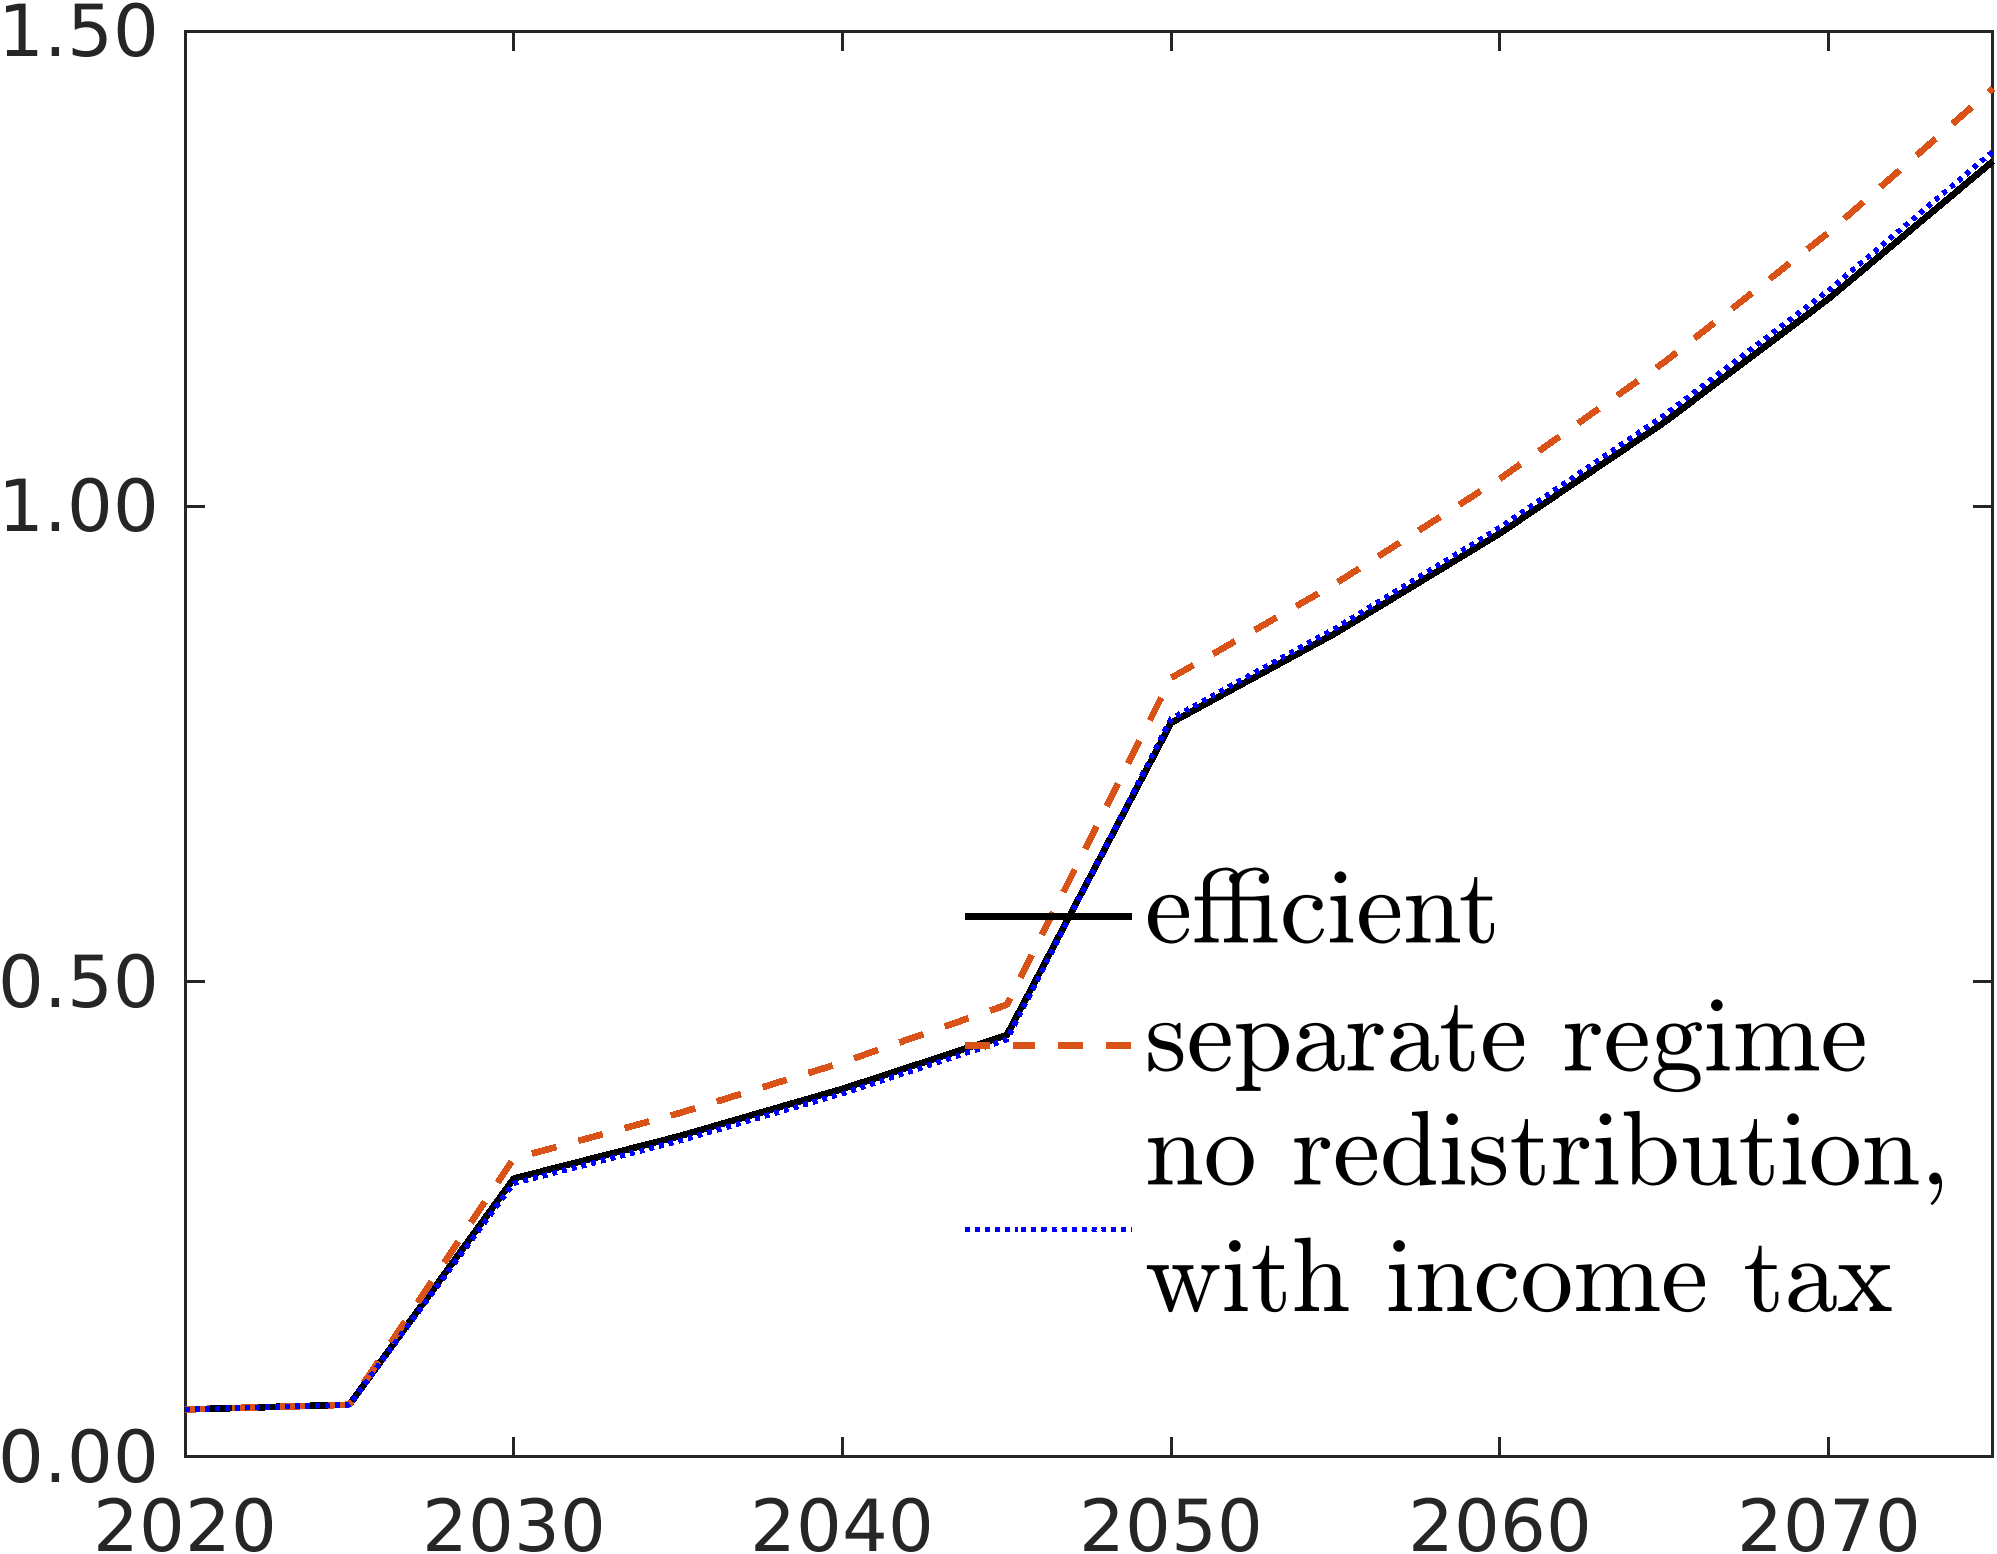 1.50
1.00
0.50
0.00
2020 2030 2040 2050 2060 2070
efficient
separate regime
no redistribution,
with income tax